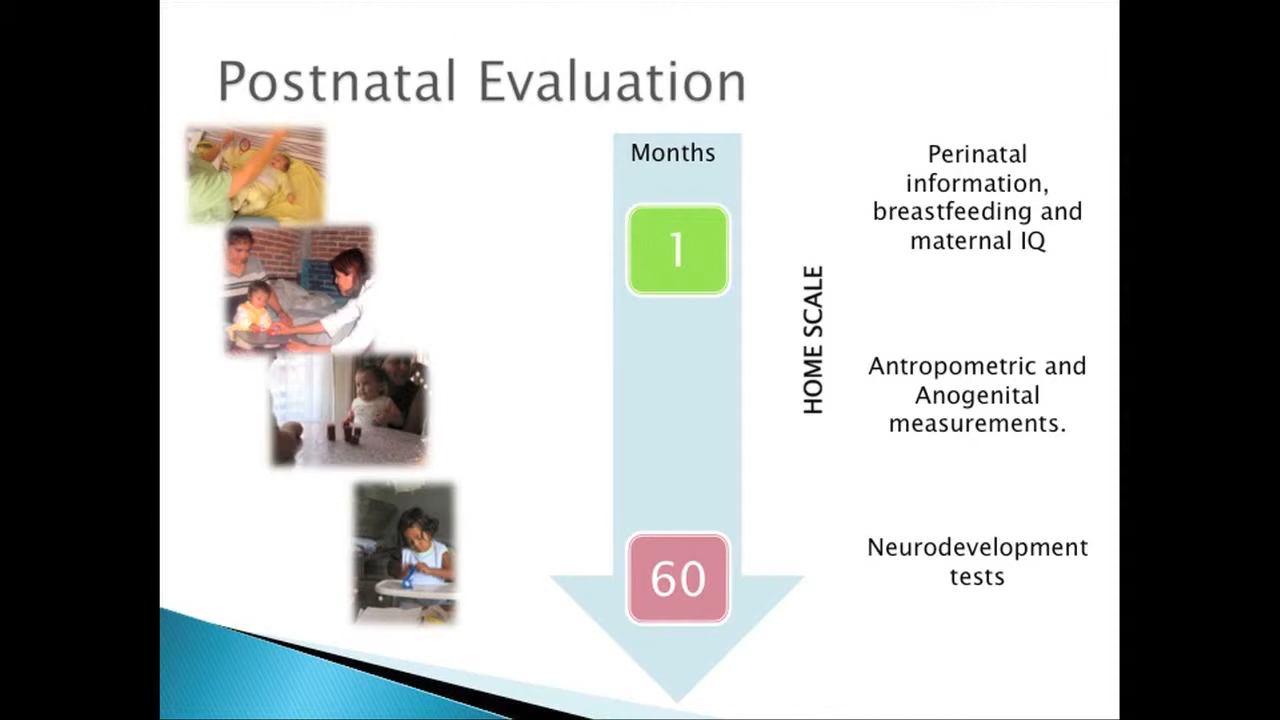 Postnatal Evaluation
Months
1
60
HOME SCALE
Perinatal
information,
breastfeeding and
maternal IQ
Antropometric and
Anogenital
measurements.
Neurodevelopment
tests